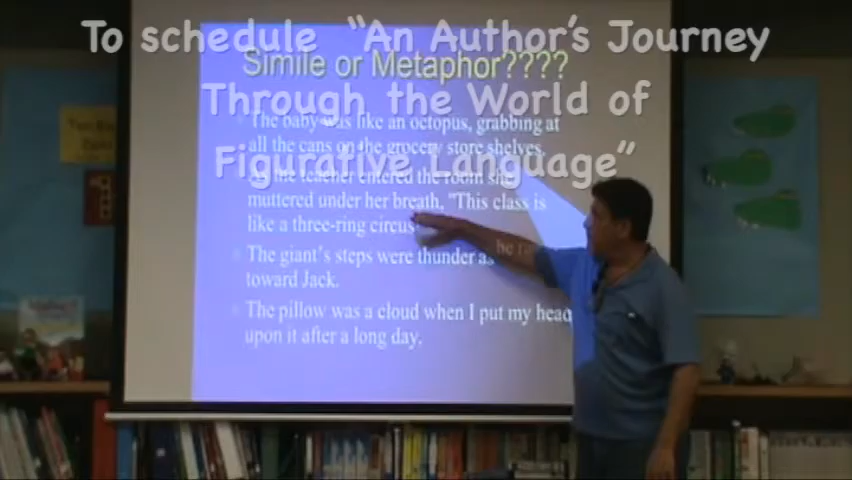 To schedule “An Author’s Journey
Through the World of
Figurative Language”
Simile or Metaphor????
The baby was like an octopus, grabbing at
all the cans on the grocery store shelves.
As the teacher entered the room she
muttered under her breath, "This class is
like a three-ring circus
The giant's steps were thunder as he ran
toward Jack.
The pillow was a cloud when I put my head
upon it after a long day.